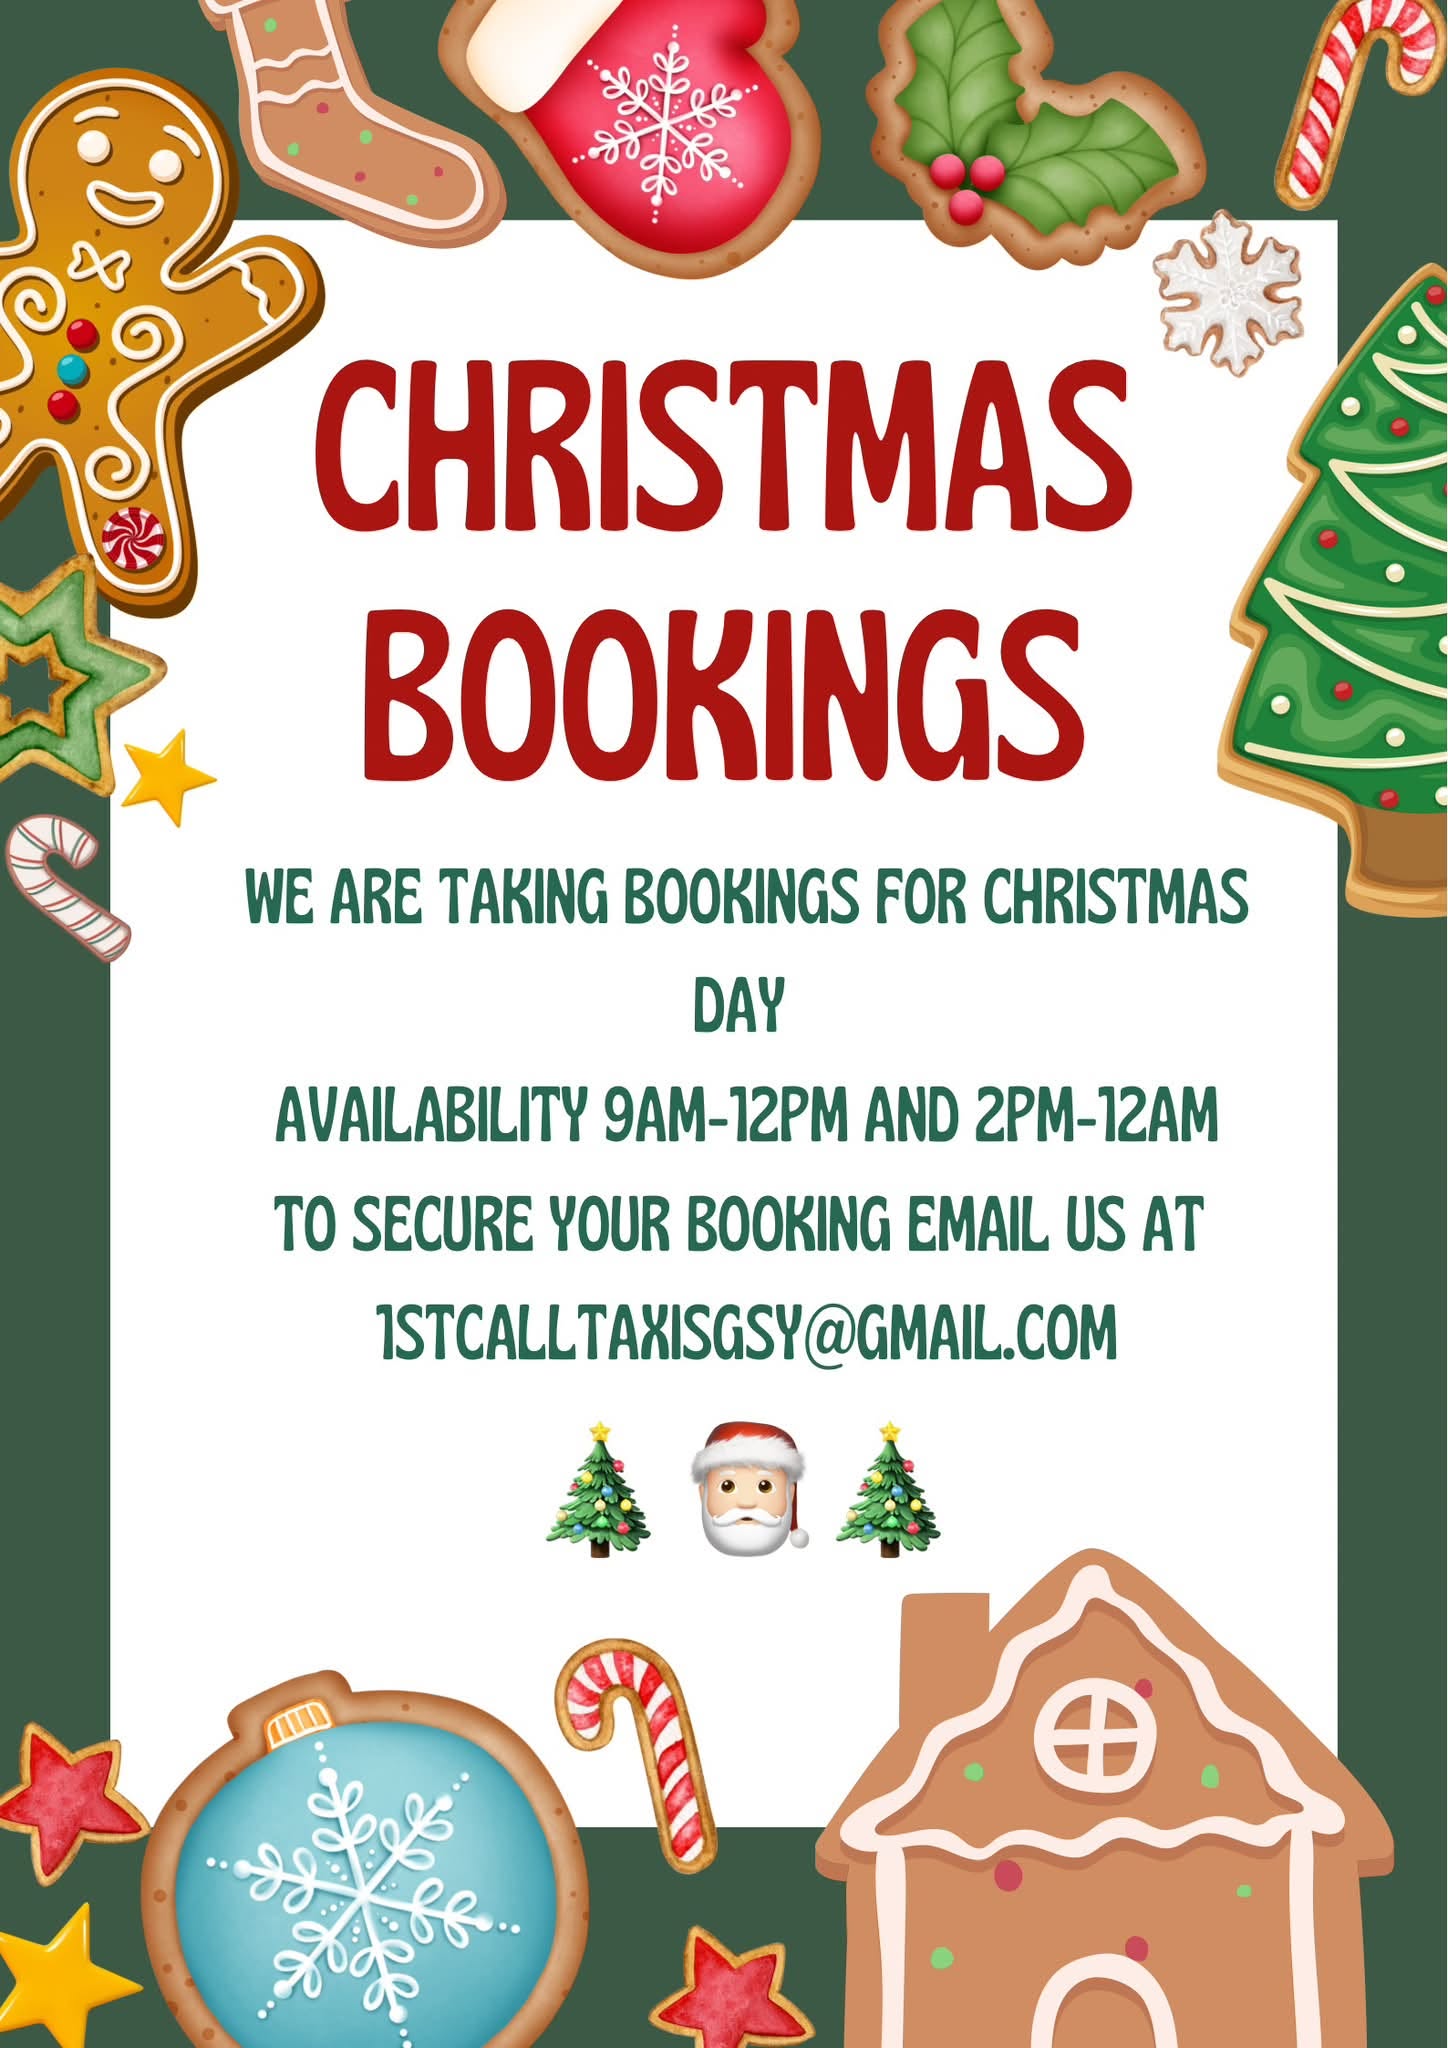 CHRISTMAS
BOOKINGS
WE ARE TAKING BOOKINGS FOR CHRISTMAS
DAY
AVAILABILITY 9AM-12PM AND 2PM-12AM
TO SECURE YOUR BOOKING EMAIL US AT
1STCALLTAXISGSY@GMAIL.COM